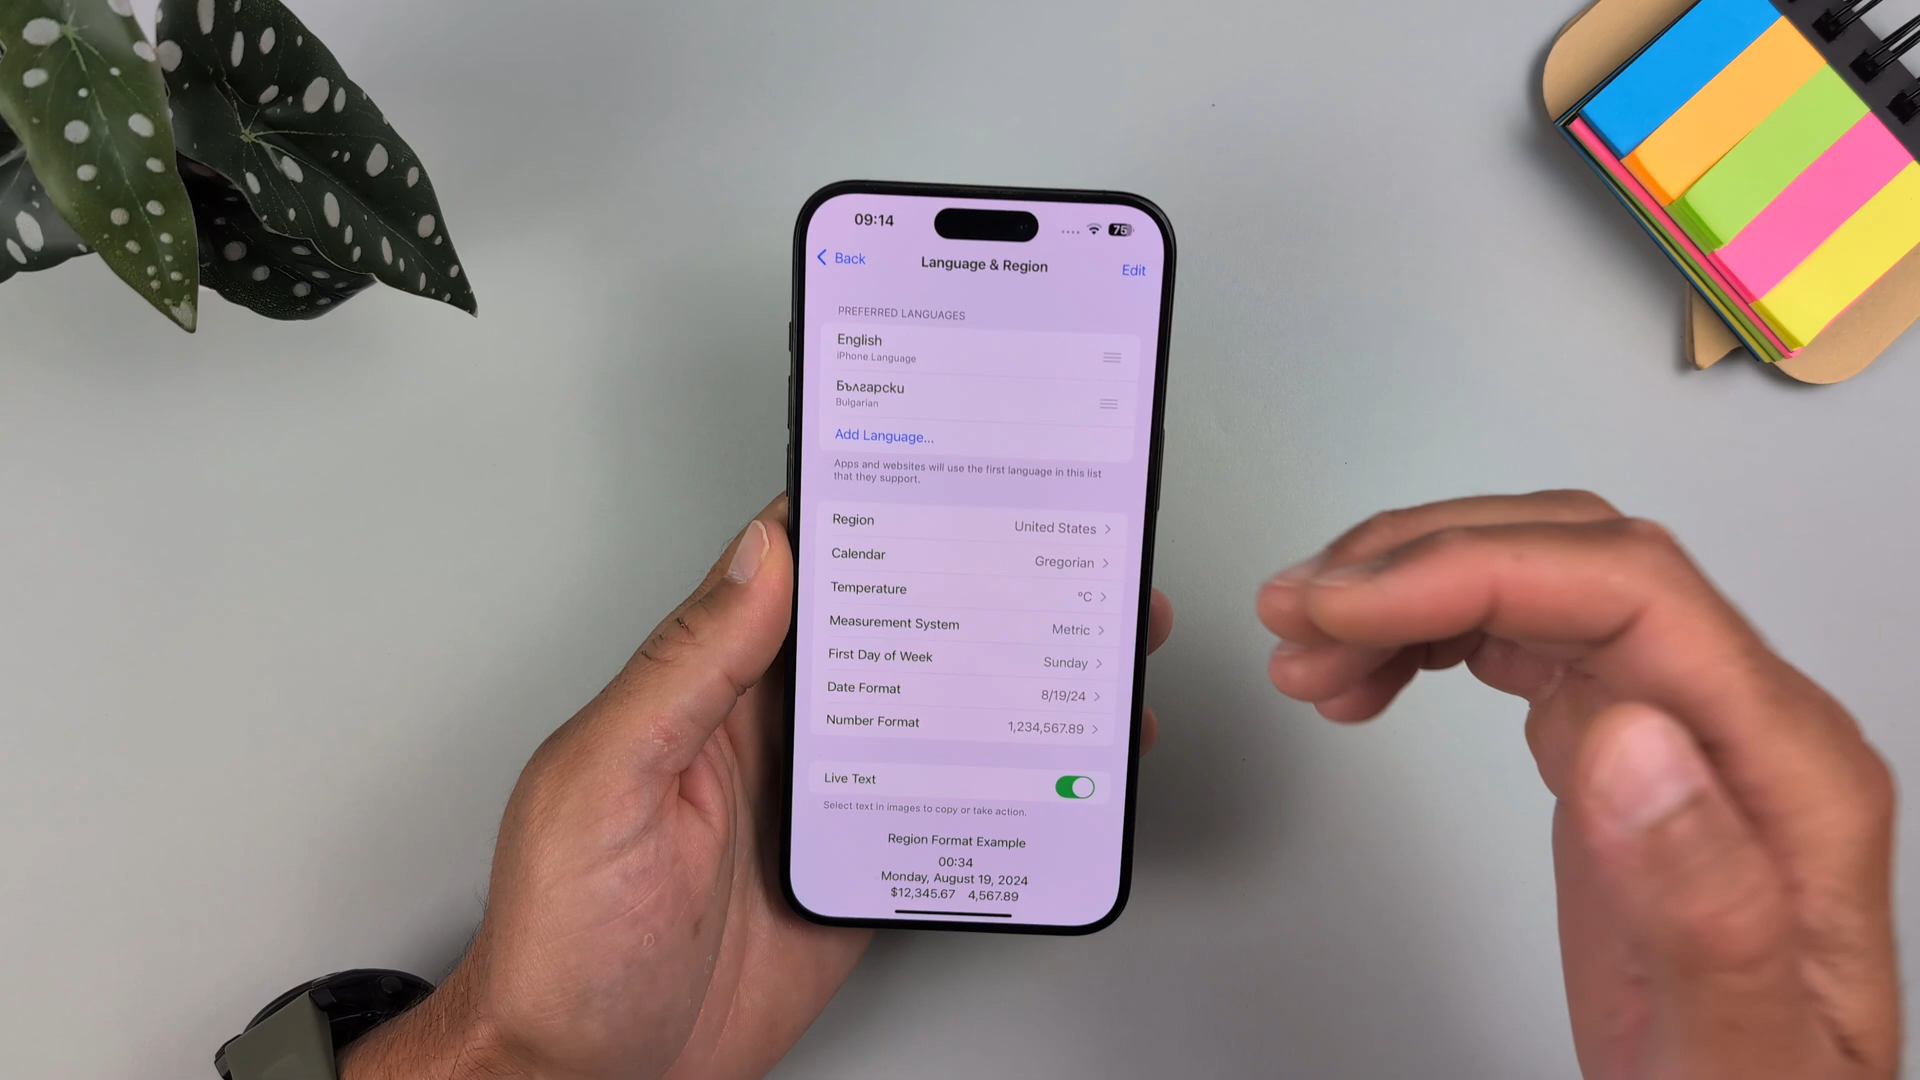 09:14
75
Back
Language & Region
Edit
PREFERRED LANGUAGES
English
iPhone Language
Български
Bulgarian
Add Language...
Apps and websites will use the first language in this list
that they support.
Region United States
Calendar Gregorian
Temperature °C
Measurement System Metric
First Day of Week Sunday
Date Format 8/19/24
Number Format 1,234,567.89
Live Text
Select text in images to copy or take action.
Region Format Example
00:34
Monday, August 19, 2024
$12,345.67 4,567.89